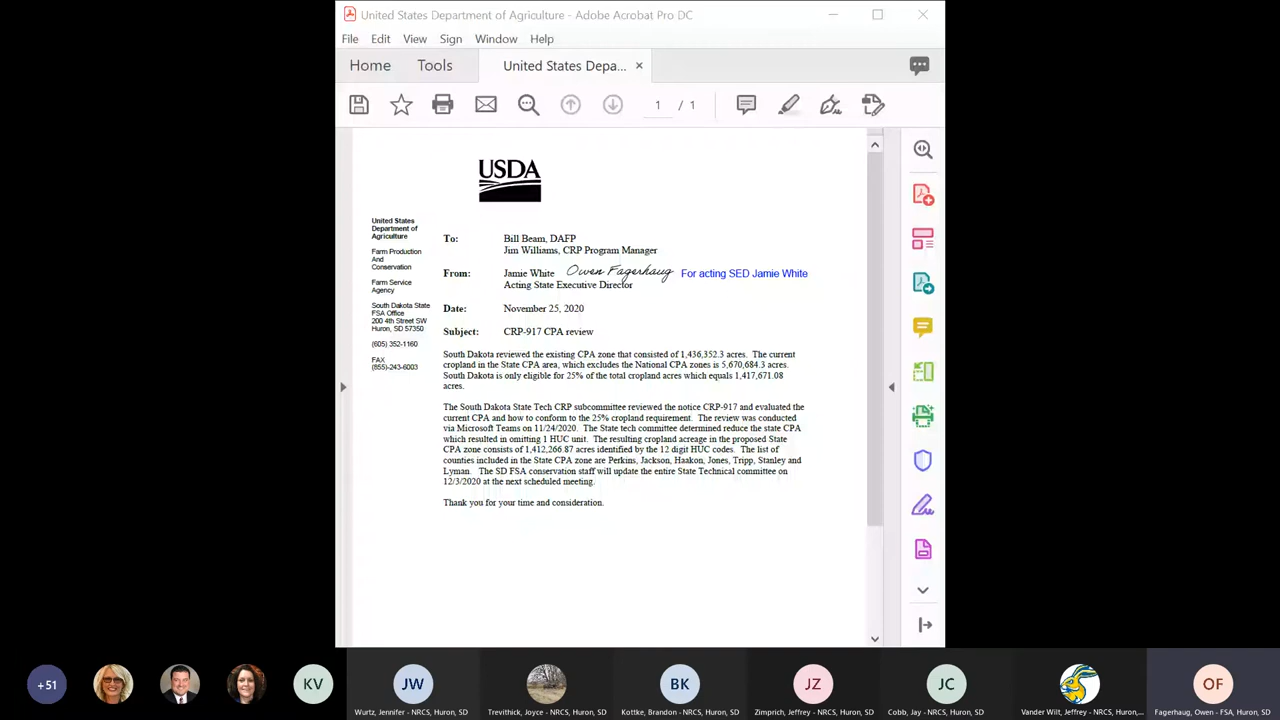 United States Department of Agriculture - Adobe Acrobat Pro DC
File Edit View Sign Window Help
Home Tools United States Depa... ×
1 / 1
USDA
United States
Department of
Agriculture
Farm Production
And
Conservation
Farm Service
Agency
South Dakota State
FSA Office
200 4th Street SW
Huron, SD 57350
(605) 352-1160
FAX
(855)-243-6003
To: Bill Beam, DAFP
Jim Williams, CRP Program Manager
From: Jamie White Owen Fagerhaug For acting SED Jamie White
Acting State Executive Director
Date: November 25, 2020
Subject: CRP-917 CPA review
South Dakota reviewed the existing CPA zone that consisted of 1,436,352.3 acres. The current
cropland in the State CPA area, which excludes the National CPA zones is 5,670,684.3 acres.
South Dakota is only eligible for 25% of the total cropland acres which equals 1,417,671.08
acres.
The South Dakota State Tech CRP subcommittee reviewed the notice CRP-917 and evaluated the
current CPA and how to conform to the 25% cropland requirement. The review was conducted
via Microsoft Teams on 11/24/2020. The State tech committee determined reduce the state CPA
which resulted in omitting 1 HUC unit. The resulting cropland acreage in the proposed State
CPA zone consists of 1,412,266.87 acres identified by the 12 digit HUC codes. The list of
counties included in the State CPA zone are Perkins, Jackson, Haakon, Jones, Tripp, Stanley and
Lyman. The SD FSA conservation staff will update the entire State Technical committee on
12/3/2020 at the next scheduled meeting.
Thank you for your time and consideration.
+51 KV JW BK JZ JC OF
Wurtz, Jennifer - NRCS, Huron, SD Trevithick, Joyce - NRCS, Huron, SD Kottke, Brandon - NRCS, Huron, SD Zimprich, Jeffrey - NRCS, Huron, SD Cobb, Jay - NRCS, Huron, SD Vander Wilt, Jeffrey - NRCS, Huron,... Fagerhaug, Owen - FSA, Huron, SD